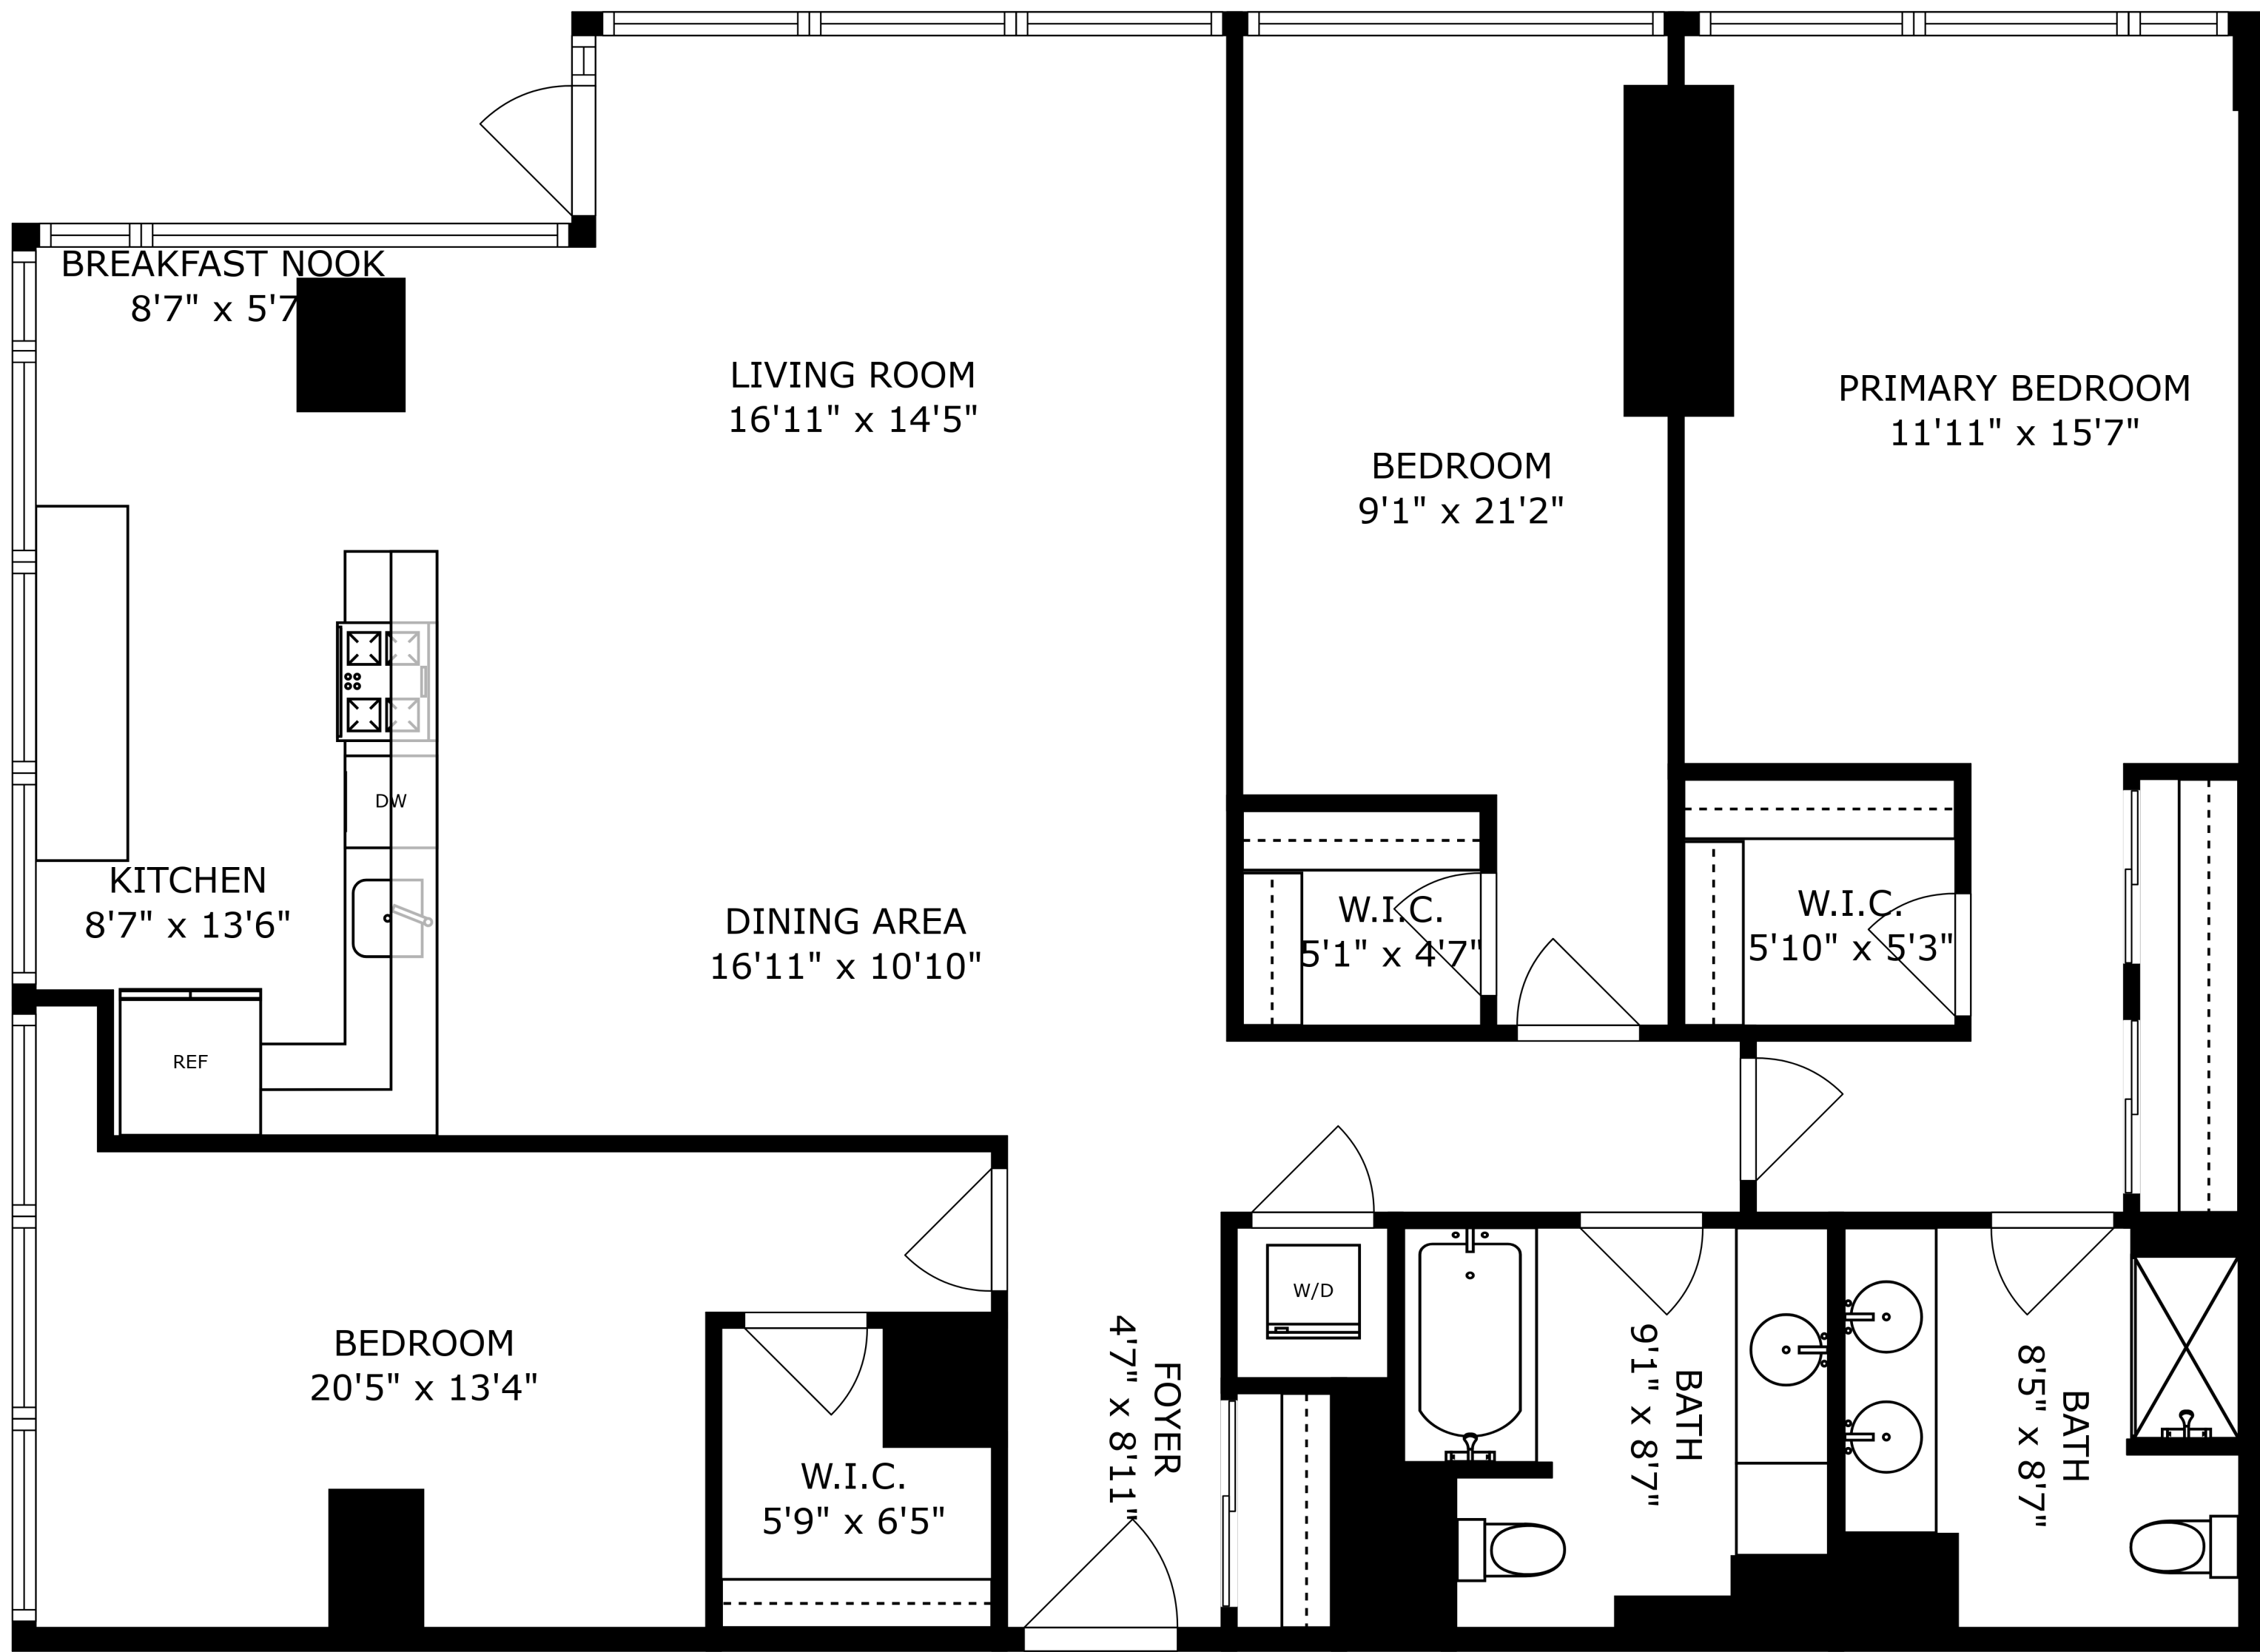 BREAKFAST NOOK
8'7" x 5'7
LIVING ROOM
16'11" x 14'5"
PRIMARY BEDROOM
11'11" x 15'7"
BEDROOM
9'1" x 21'2"
DW
KITCHEN
8'7" x 13'6"
DINING AREA
16'11" x 10'10"
W.I.C.
5'1" x 4'7"
W.I.C.
5'10" x 5'3"
REF
W/D
BEDROOM
20'5" x 13'4"
W.I.C.
5'9" x 6'5"
FOYER
4'7" x 8'11"
BATH
9'1" x 8'7"
BATH
8'5" x 8'7"